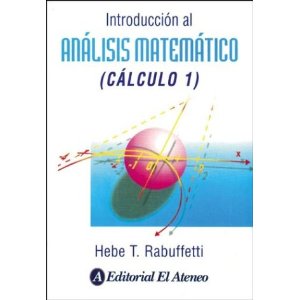 Introducción al
ANÁLISIS MATEMÁTICO
(CÁLCULO 1)
x
Hebe T. Rabuffetti
A Editorial El Ateneo